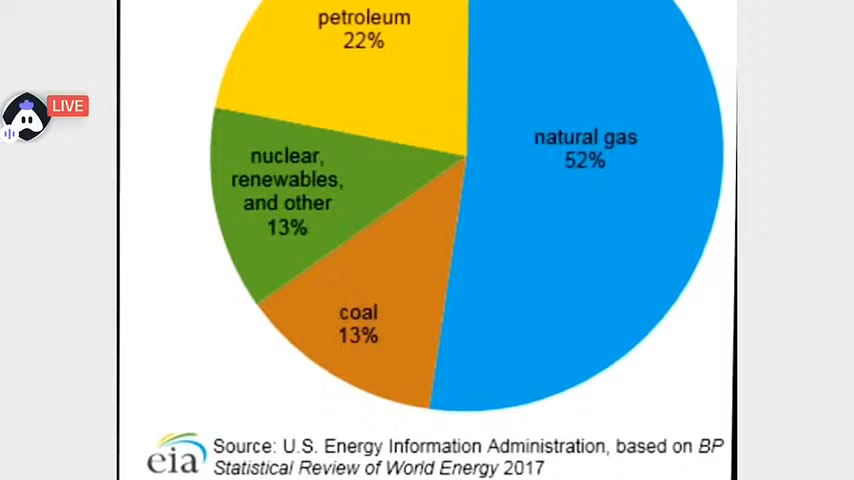 petroleum
22%
LIVE
natural gas
52%
nuclear,
renewables,
and other
13%
coal
13%
eia
Source: U.S. Energy Information Administration, based on BP
Statistical Review of World Energy 2017